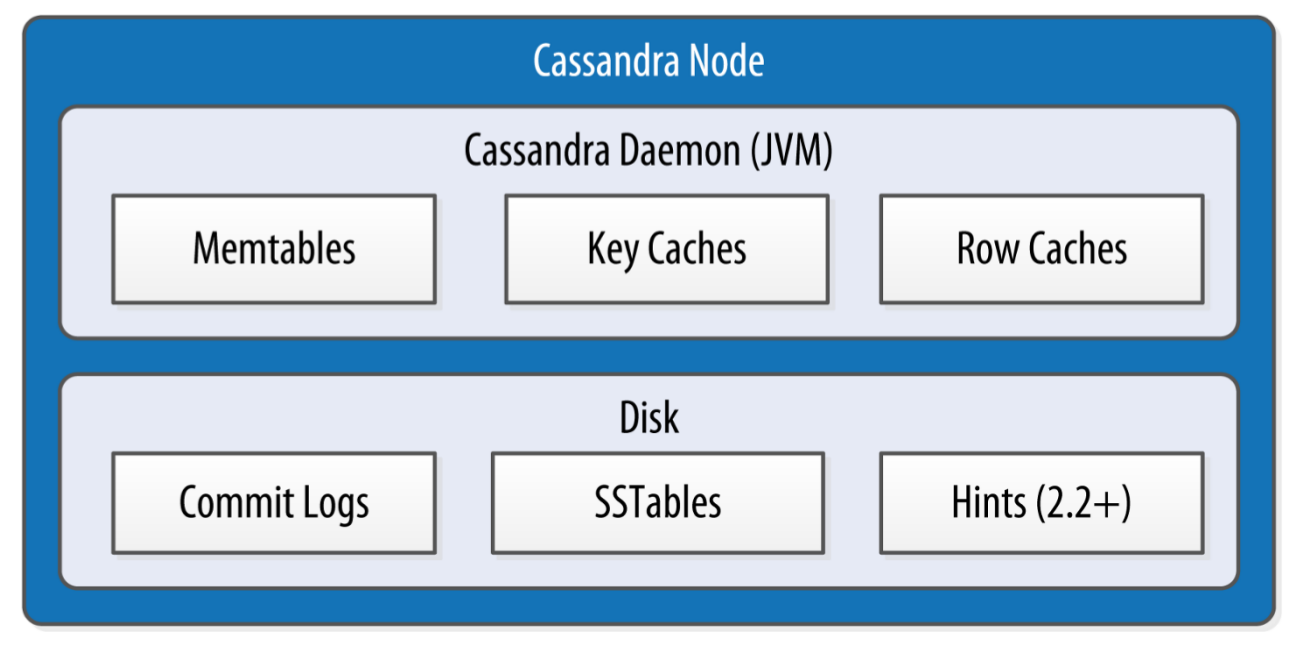 Cassandra Node
Cassandra Daemon (JVM)
Memtables
Key Caches
Row Caches
Disk
Commit Logs
SSTables
Hints (2.2+)